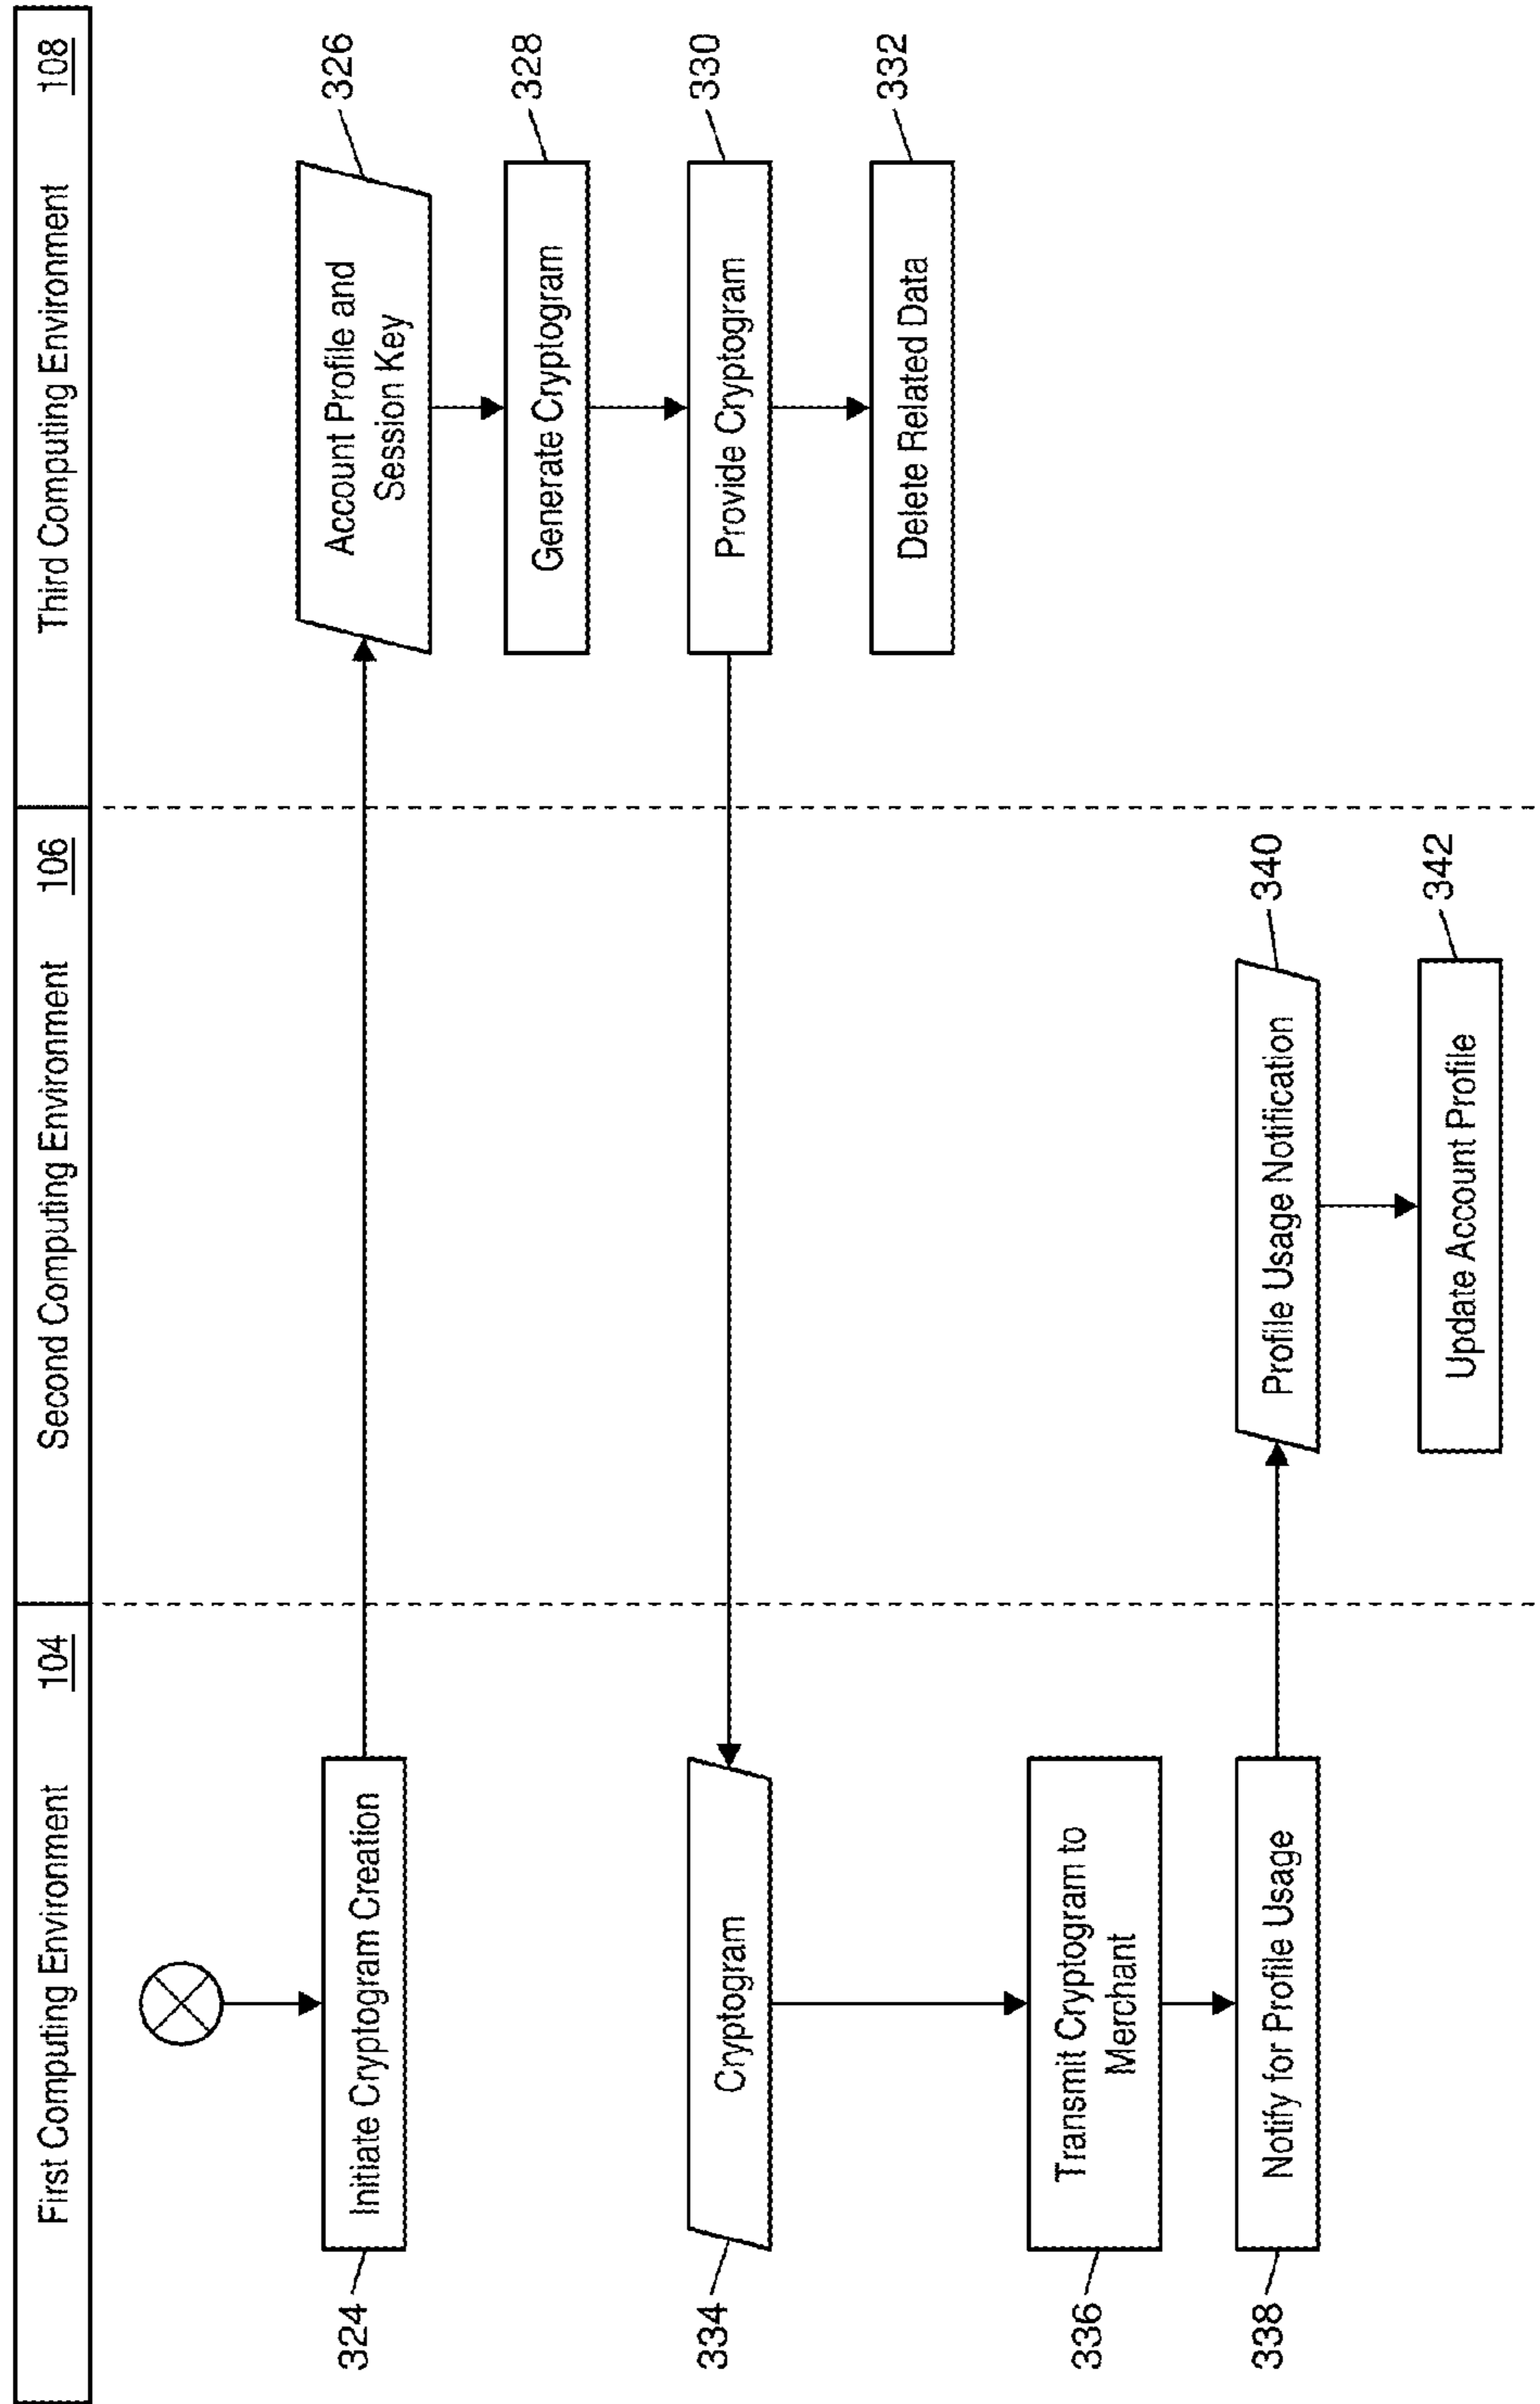 First Computing Environment 104
Second Computing Environment 106
Third Computing Environment 108
324
Initiate Cryptogram Creation
Account Profile and
Session Key
326
Generate Cryptogram
328
334
Cryptogram
Provide Cryptogram
330
Delete Related Data
332
336
Transmit Cryptogram to
Merchant
338
Notify for Profile Usage
Profile Usage Notification
340
Update Account Profile
342